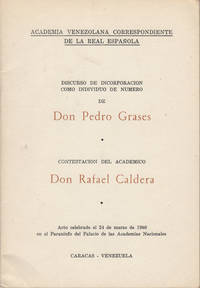 ACADEMIA VENEZOLANA CORRESPONDIENTE
DE LA REAL ESPAÑOLA
DISCURSO DE INCORPORACION
COMO INDIVIDUO DE NUMERO
DE
Don Pedro Grases
CONTESTACION DEL ACADEMICO
Don Rafael Caldera
Acto celebrado el 24 de marzo de
en el Paraninfo del Palacio de las Academias Nacionales
CARACAS - VENEZUELA